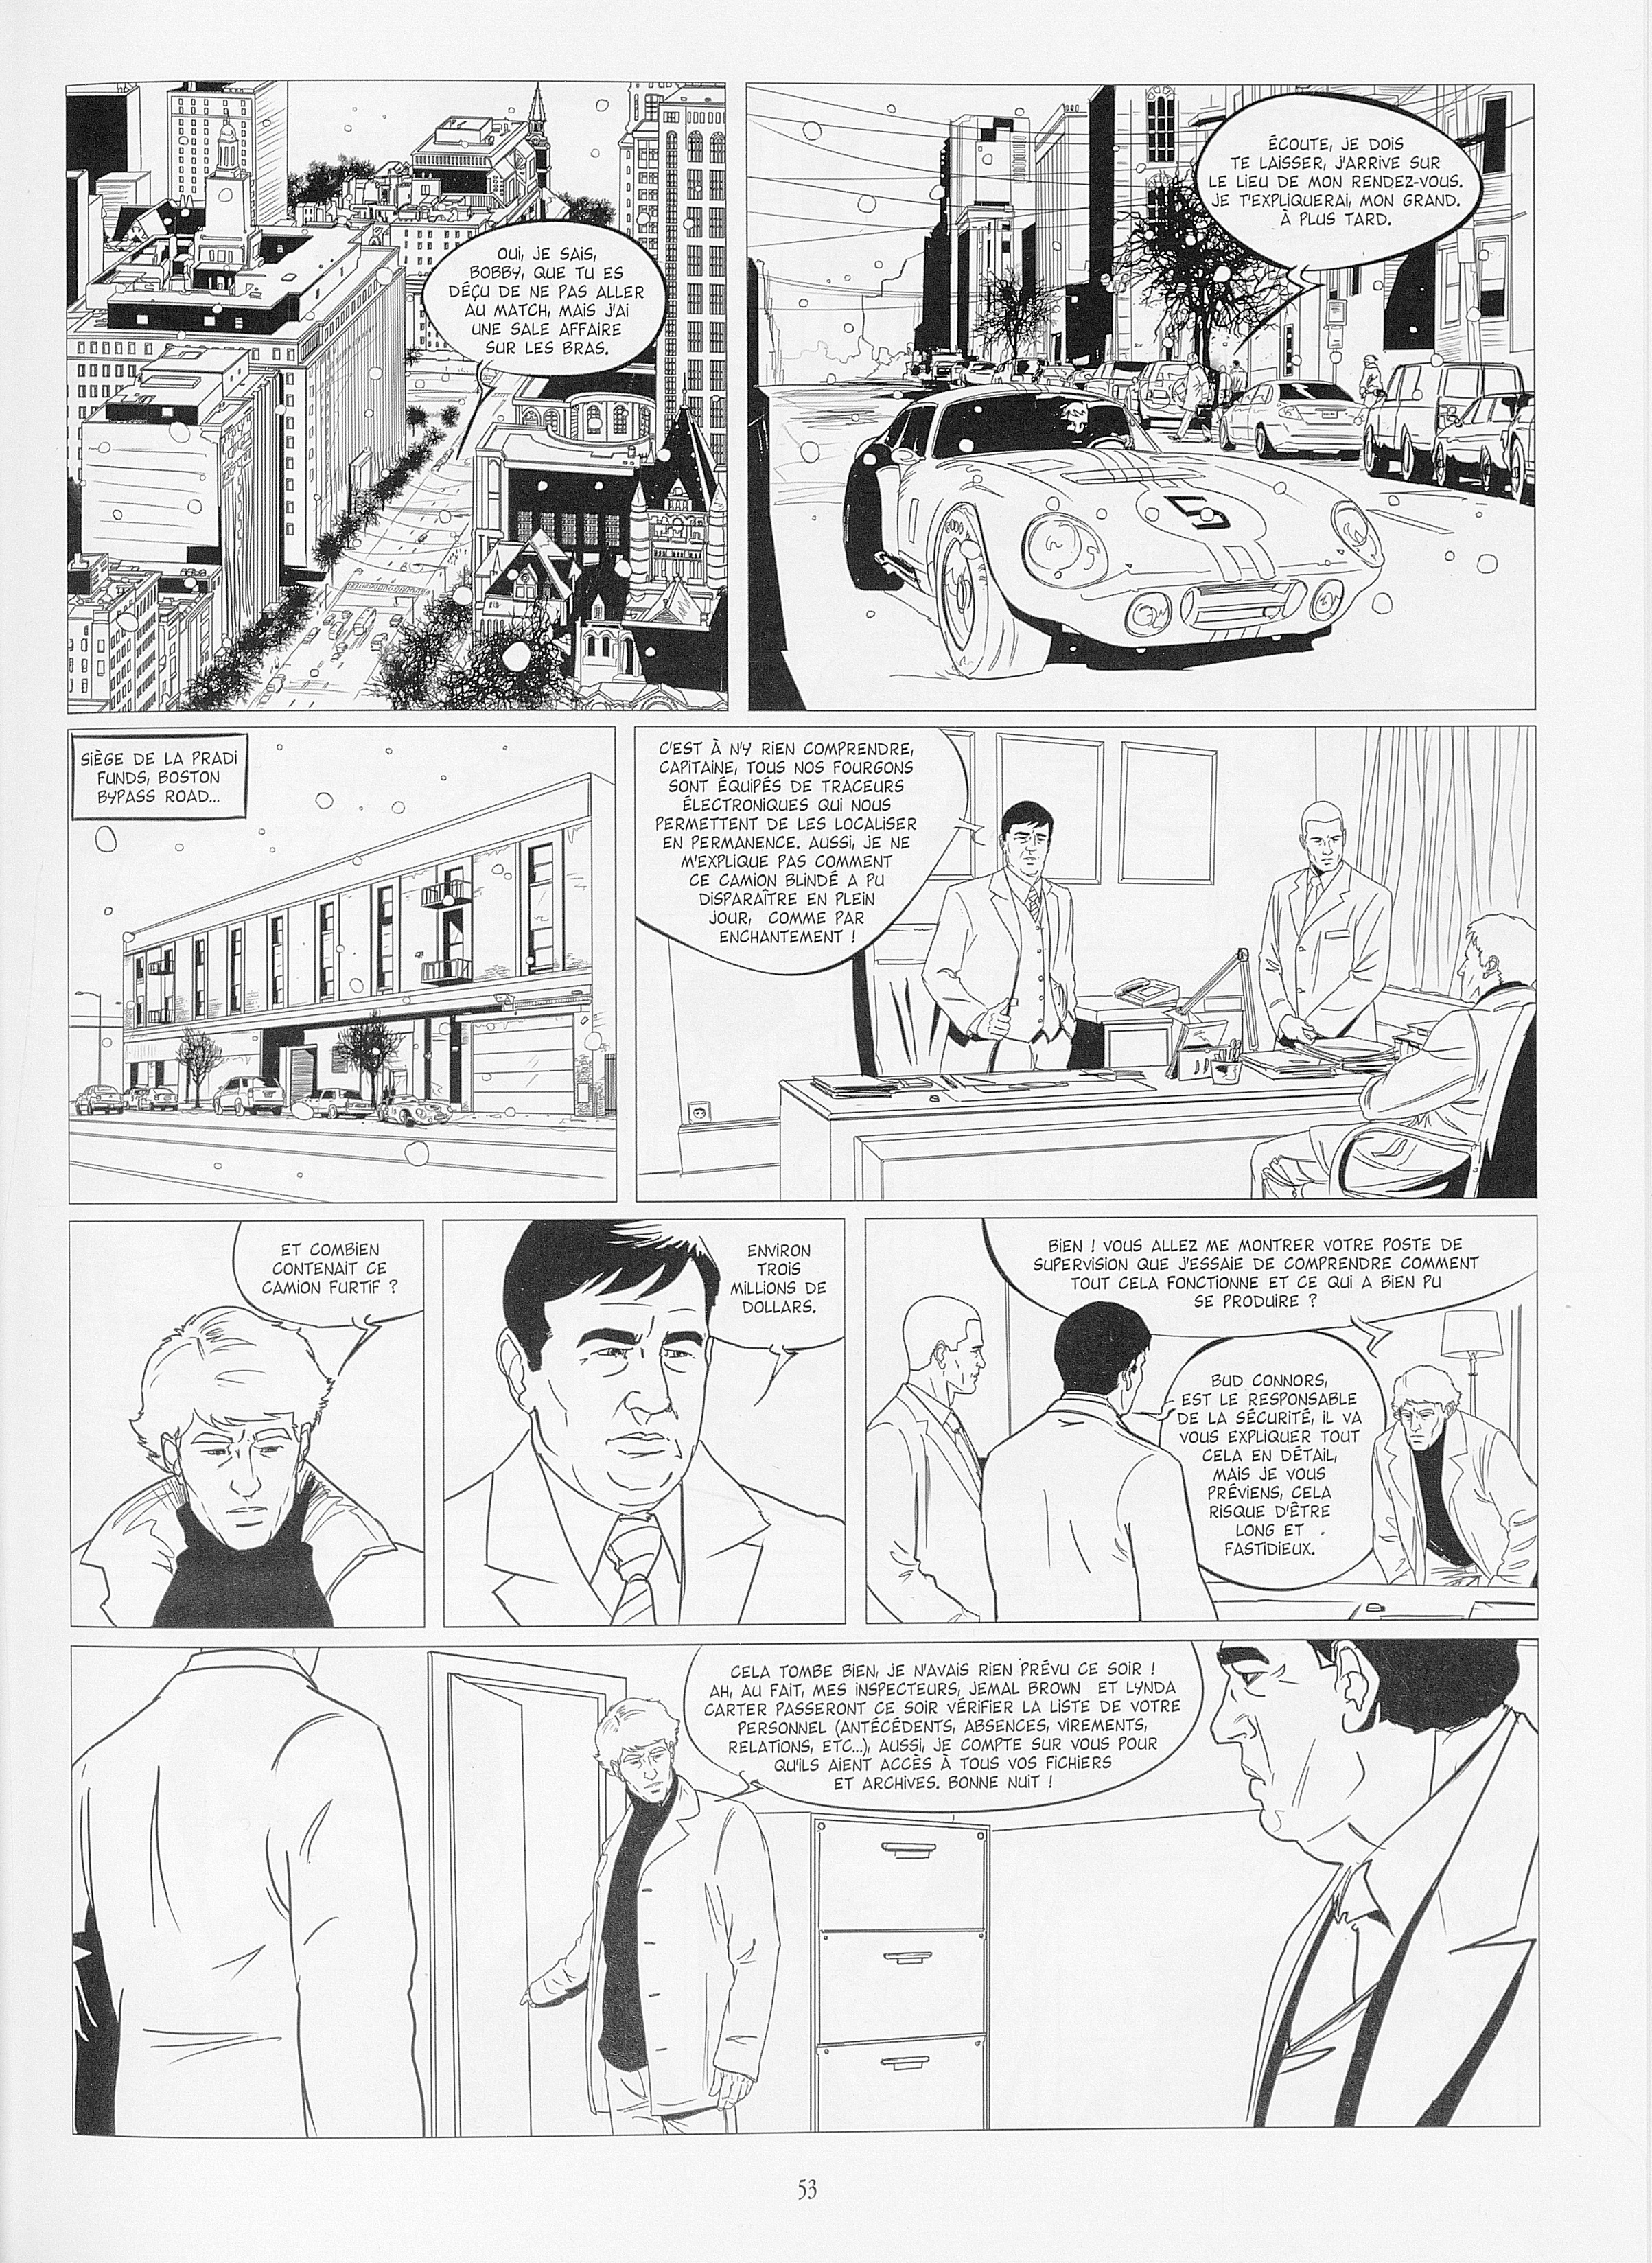 OUI, JE SAIS,
BOBBY, QUE TU ES
DÉÇU DE NE PAS ALLER
AU MATCH, MAIS J'AI
UNE SALE AFFAIRE
SUR LES BRAS.
ÉCOUTE, JE DOIS
TE LAISSER, J'ARRIVE SUR
LE LIEU DE MON RENDEZ-VOUS.
JE T'EXPLIQUERAI, MON GRAND.
À PLUS TARD.
5
SIÈGE DE LA PRADI
FUNDS, BOSTON
BYPASS ROAD...
C'EST À N'Y RIEN COMPRENDRE,
CAPITAINE, TOUS NOS FOURGONS
SONT ÉQUIPÉS DE TRACEURS
ÉLECTRONIQUES QUI NOUS
PERMETTENT DE LES LOCALISER
EN PERMANENCE. AUSSI, JE NE
M'EXPLIQUE PAS COMMENT
CE CAMION BLINDÉ A PU
DISPARAÎTRE EN PLEIN
JOUR, COMME PAR
ENCHANTEMENT !
ET COMBIEN
CONTENAIT CE
CAMION FURTIF ?
ENVIRON
TROIS
MILLIONS DE
DOLLARS.
BIEN ! VOUS ALLEZ ME MONTRER VOTRE POSTE DE
SUPERVISION QUE J'ESSAIE DE COMPRENDRE COMMENT
TOUT CELA FONCTIONNE ET CE QUI A BIEN PU
SE PRODUIRE ?
BUD CONNORS,
EST LE RESPONSABLE
DE LA SÉCURITÉ, IL VA
VOUS EXPLIQUER TOUT
CELA EN DÉTAIL,
MAIS JE VOUS
PRÉVIENS, CELA
RISQUE D'ÊTRE
LONG ET
FASTIDIEUX.
CELA TOMBE BIEN, JE N'AVAIS RIEN PRÉVU CE SOIR !
AH, AU FAIT, MES INSPECTEURS, JEMAL BROWN ET LYNDA
CARTER PASSERONT CE SOIR VÉRIFIER LA LISTE DE VOTRE
PERSONNEL (ANTÉCÉDENTS, ABSENCES, VIREMENTS,
RELATIONS, ETC...), AUSSI, JE COMPTE SUR VOUS POUR
QU'ILS AIENT ACCÈS À TOUS VOS FICHIERS
ET ARCHIVES. BONNE NUIT !
53